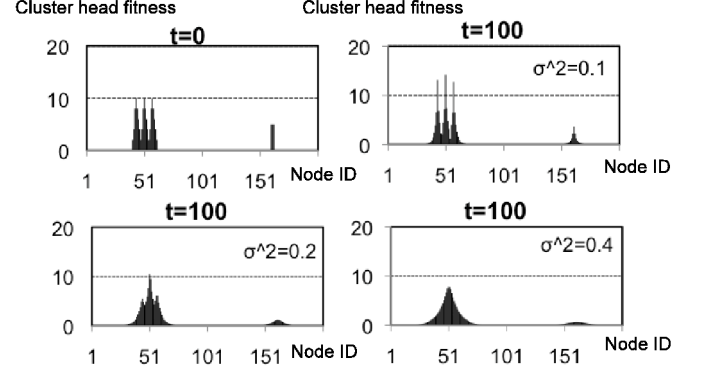 Cluster head fitness
Cluster head fitness
t=0
t=100
20
10
0
1 51 101 151 Node ID
20
10
0
σ^2=0.1
1 51 101 151 Node ID
t=100
t=100
20
10
0
σ^2=0.2
1 51 101 151 Node ID
20
10
0
σ^2=0.4
1 51 101 151 Node ID